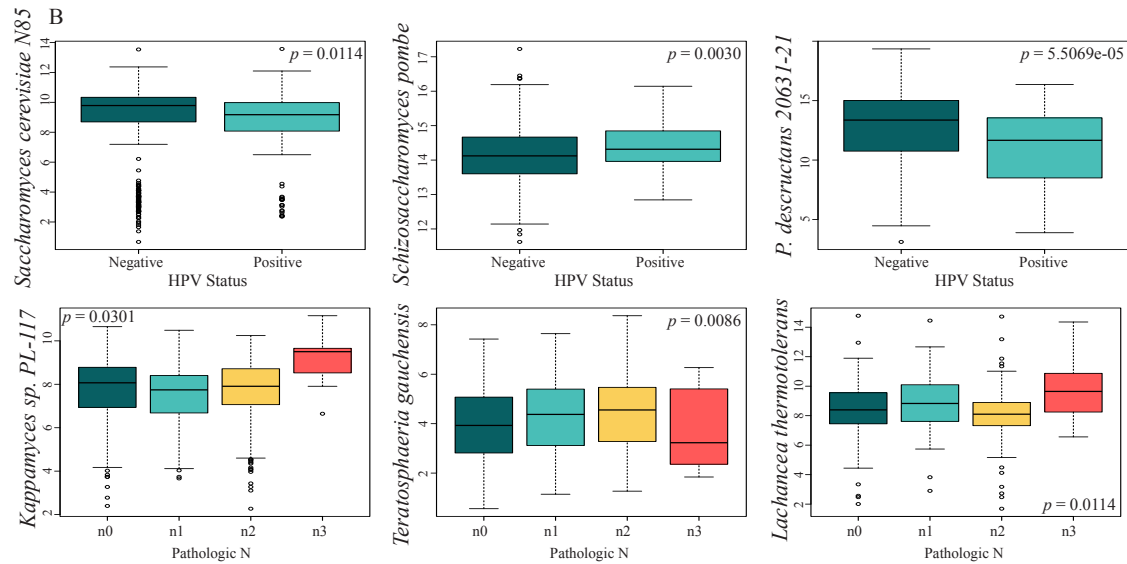 B
Saccharomyces cerevisiae N85
14
12
10
8
6
4
2
p = 0.0114
Negative
Positive
HPV Status
Schizosaccharomyces pombe
17
16
15
14
13
12
p = 0.0030
Negative
Positive
HPV Status
P. descructans 20631-21
15
10
5
p = 5.5069e-05
Negative
Positive
HPV Status
Kappamyces sp. PL-117
10
8
6
4
2
p = 0.0301
n0
n1
n2
n3
Pathologic N
Teratosphaeria gauchensis
8
6
4
2
p = 0.0086
n0
n1
n2
n3
Pathologic N
Lachancea thermotolerans
14
12
10
8
6
4
2
p = 0.0114
n0
n1
n2
n3
Pathologic N